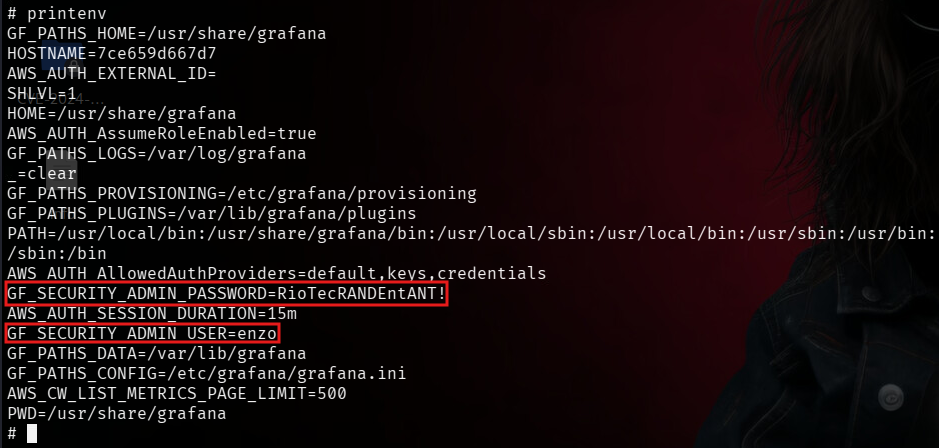 # printenv
GF_PATHS_HOME=/usr/share/grafana
HOSTNAME=7ce659d667d7
AWS_AUTH_EXTERNAL_ID=
SHLVL=1
HOME=/usr/share/grafana
AWS_AUTH_AssumeRoleEnabled=true
GF_PATHS_LOGS=/var/log/grafana
_=clear
GF_PATHS_PROVISIONING=/etc/grafana/provisioning
GF_PATHS_PLUGINS=/var/lib/grafana/plugins
PATH=/usr/local/bin:/usr/share/grafana/bin:/usr/local/sbin:/usr/local/bin:/usr/sbin:/usr/bin:
/sbin:/bin
AWS_AUTH_AllowedAuthProviders=default,keys,credentials
GF_SECURITY_ADMIN_PASSWORD=RioTecRANDEntANT!
AWS_AUTH_SESSION_DURATION=15m
GF_SECURITY_ADMIN_USER=enzo
GF_PATHS_DATA=/var/lib/grafana
GF_PATHS_CONFIG=/etc/grafana/grafana.ini
AWS_CW_LIST_METRICS_PAGE_LIMIT=500
PWD=/usr/share/grafana
#